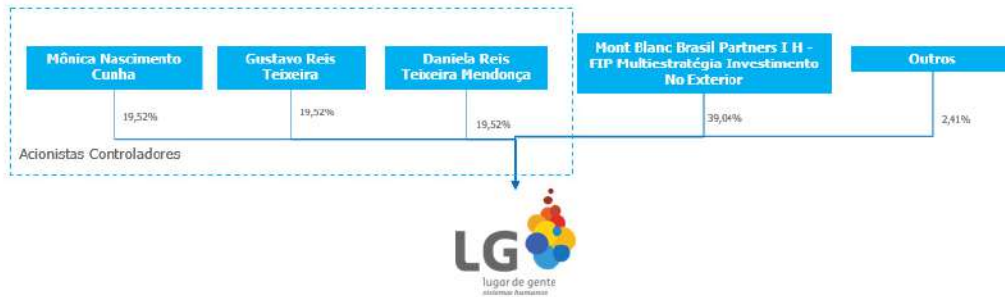 Mônica Nascimento
Cunha
Gustavo Reis
Teixeira
Daniela Reis
Teixeira Mendonça
Mont Blanc Brasil Partners I H -
FIP Multiestratégia Investimento
No Exterior
Outros
19,52%
19,52%
19,52%
39,04%
2,41%
Acionistas Controladores
LG
lugar de gente
sistemas humanos